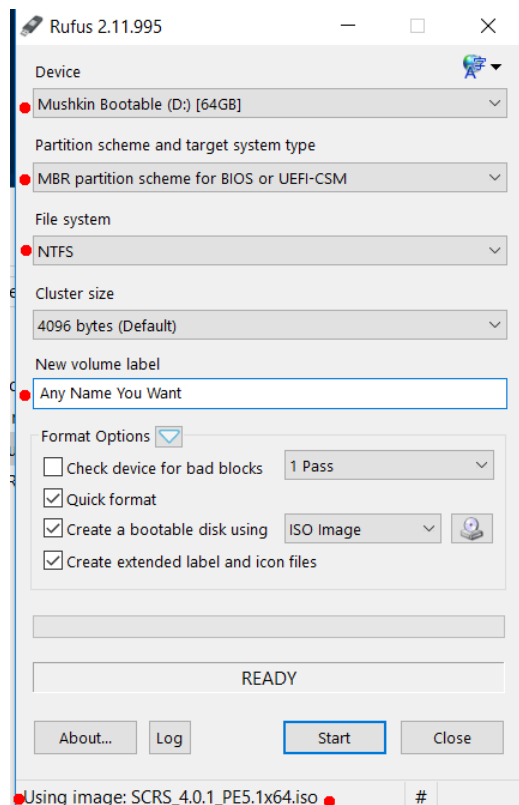 Rufus 2.11.995
Device
Mushkin Bootable (D:) [64GB]
Partition scheme and target system type
MBR partition scheme for BIOS or UEFI-CSM
File system
NTFS
Cluster size
4096 bytes (Default)
New volume label
Any Name You Want
Format Options
Check device for bad blocks 1 Pass
Quick format
Create a bootable disk using ISO Image
Create extended label and icon files
READY
About... Log Start Close
Using image: SCRS_4.0.1_PE5.1x64.iso #